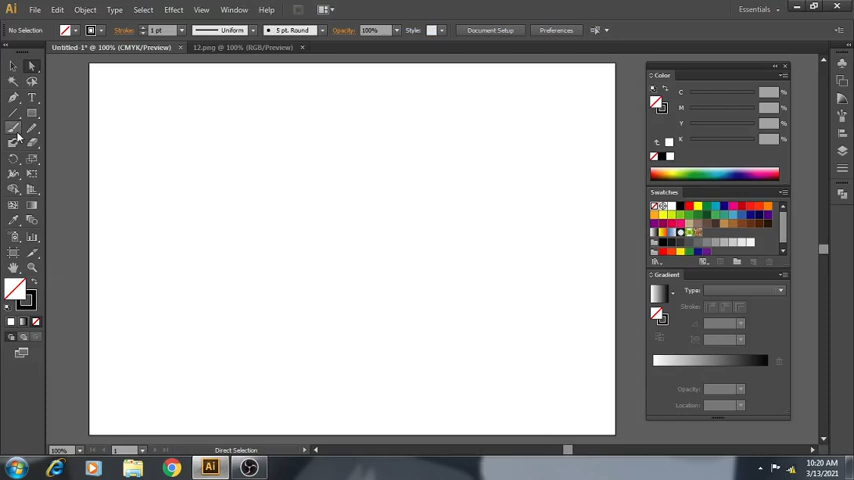 Ai File Edit Object Type Select Effect View Window Help Essentials
No Selection Stroke: 1 pt Uniform 5 pt. Round Opacity: 100% Style: Document Setup Preferences
Untitled-1* @ 100% (CMYK/Preview) × 12.png @ 100% (RGB/Preview) ×
Color
C %
M %
Y %
K %
Swatches
Gradient
Type:
Stroke:
Opacity:
Location:
T
100% 1 Direct Selection
Ai
10:20 AM
3/13/2021